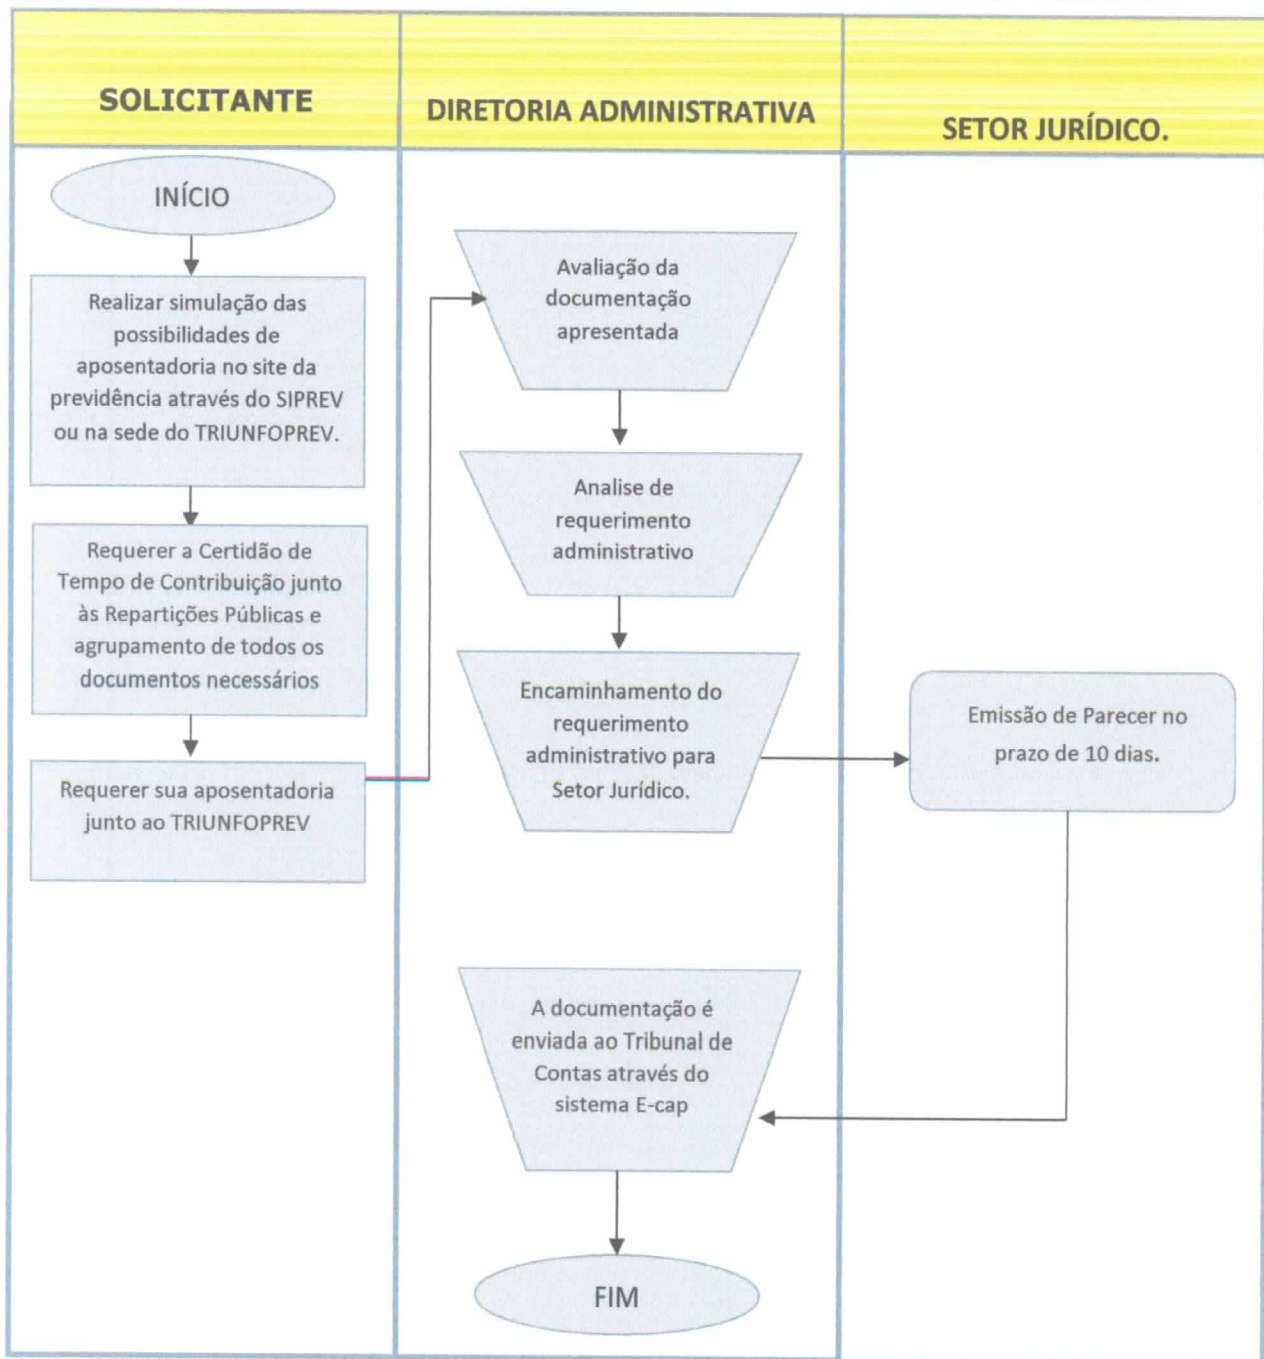 SOLICITANTE
DIRETORIA ADMINISTRATIVA
SETOR JURÍDICO.
INÍCIO
Realizar simulação das
possibilidades de
aposentadoria no site da
previdência através do SIPREV
ou na sede do TRIUNFOPREV.
Requerer a Certidão de
Tempo de Contribuição junto
às Repartições Públicas e
agrupamento de todos os
documentos necessários
Requerer sua aposentadoria
junto ao TRIUNFOPREV
Avaliação da
documentação
apresentada
Analise de
requerimento
administrativo
Encaminhamento do
requerimento
administrativo para
Setor Jurídico.
Emissão de Parecer no
prazo de 10 dias.
A documentação é
enviada ao Tribunal de
Contas através do
sistema E-cap
FIM